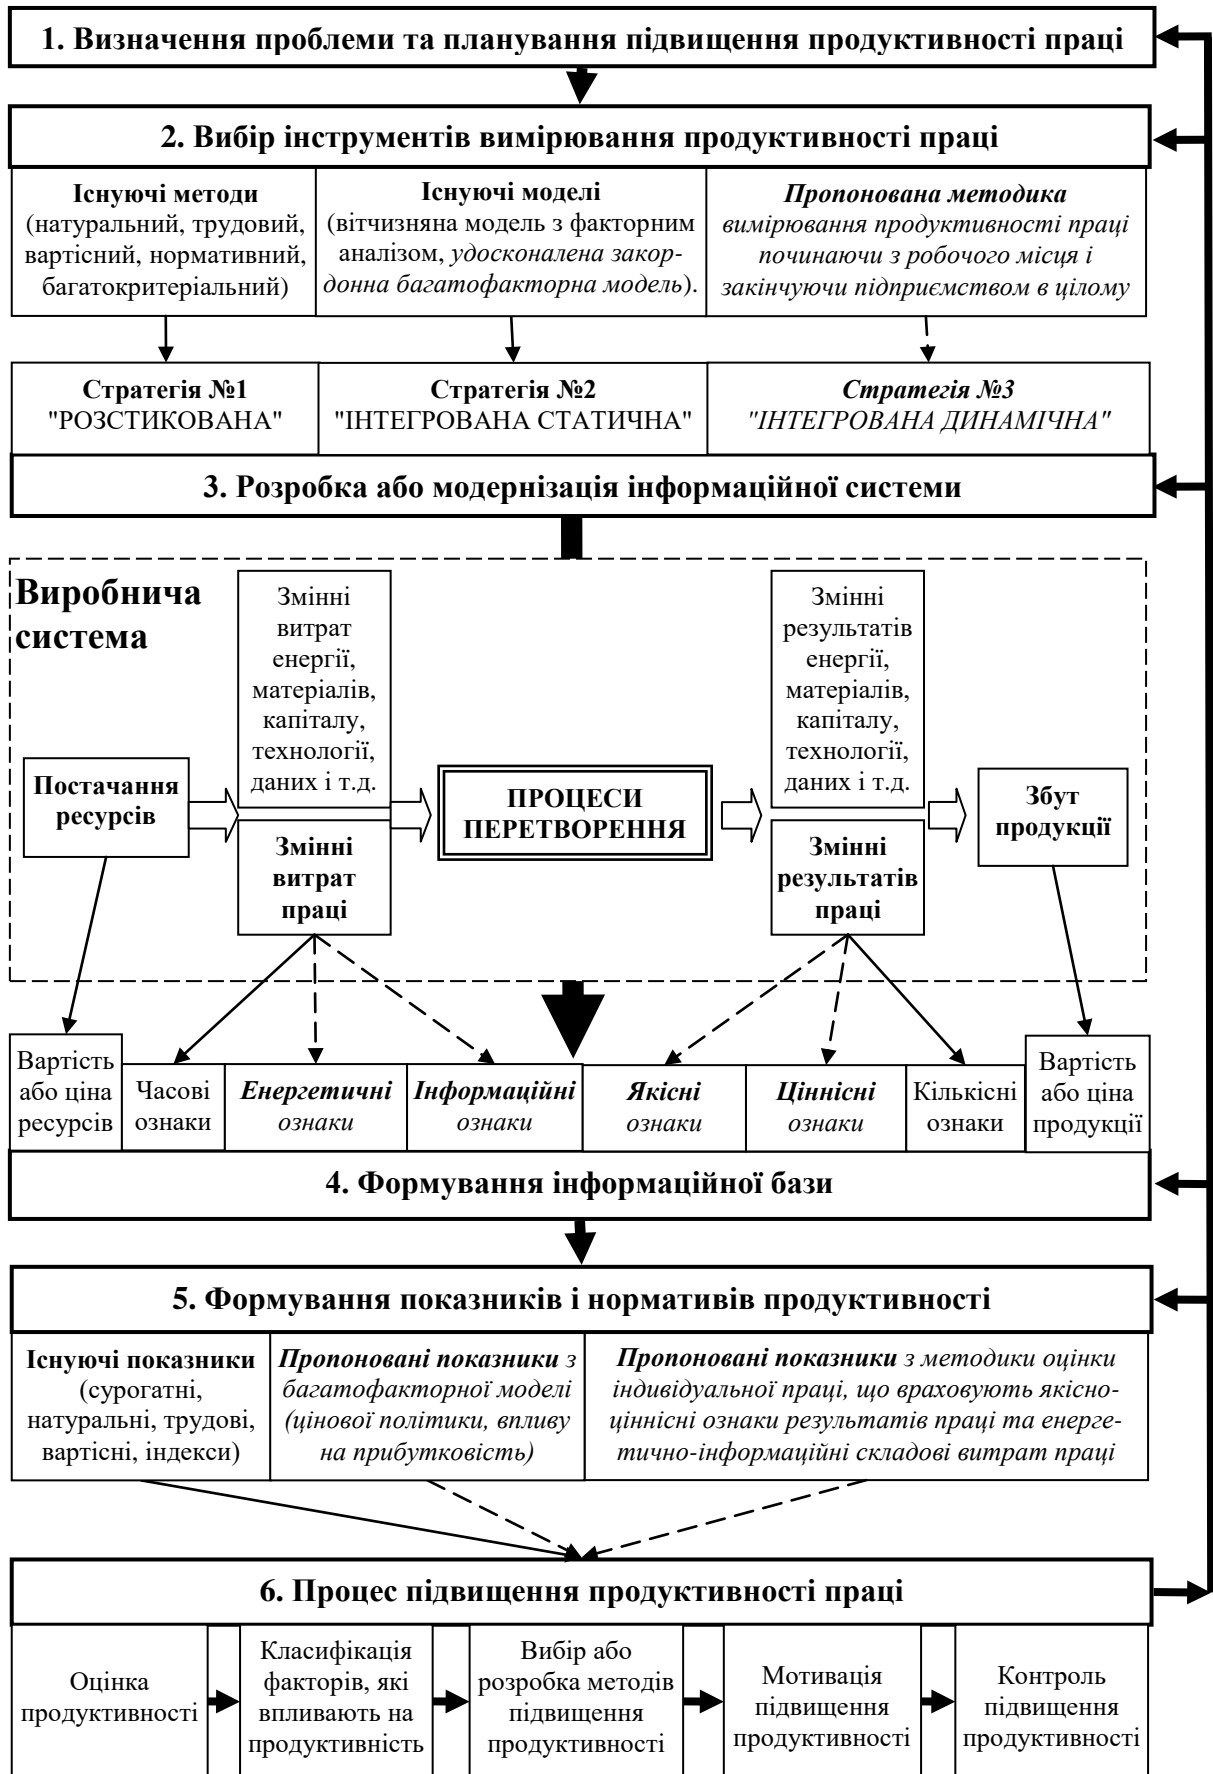 1. Визначення проблеми та планування підвищення продуктивності праці
2. Вибір інструментів вимірювання продуктивності праці
Існуючі методи
(натуральний, трудовий,
вартісний, нормативний,
багатокритеріальний)
Існуючі моделі
(вітчизняна модель з факторним
аналізом, удосконалена закор-
донна багатофакторна модель).
Пропонована методика
вимірювання продуктивності праці
починаючи з робочого місця і
закінчуючи підприємством в цілому
Стратегія №1
"РОЗСТИКОВАНА"
Стратегія №2
"ІНТЕГРОВАНА СТАТИЧНА"
Стратегія №3
"ІНТЕГРОВАНА ДИНАМІЧНА"
3. Розробка або модернізація інформаційної системи
Виробнича
система
Змінні
витрат
енергії,
матеріалів,
капіталу,
технології,
даних і т.д.
Змінні
результатів
енергії,
матеріалів,
капіталу,
технології,
даних і т.д.
Постачання
ресурсів
ПРОЦЕСИ
ПЕРЕТВОРЕННЯ
Збут
продукції
Змінні
витрат
праці
Змінні
результатів
праці
Вартість
або ціна
ресурсів
Часові
ознаки
Енергетичні
ознаки
Інформаційні
ознаки
Якісні
ознаки
Ціннісні
ознаки
Кількісні
ознаки
Вартість
або ціна
продукції
4. Формування інформаційної бази
5. Формування показників і нормативів продуктивності
Існуючі показники
(сурогатні,
натуральні, трудові,
вартісні, індекси)
Пропоновані показники з
багатофакторної моделі
(цінової політики, впливу
на прибутковість)
Пропоновані показники з методики оцінки
індивідуальної праці, що враховують якісно-
ціннісні ознаки результатів праці та енерге-
тично-інформаційні складові витрат праці
6. Процес підвищення продуктивності праці
Оцінка
продуктивності
Класифікація
факторів, які
впливають на
продуктивність
Вибір або
розробка методів
підвищення
продуктивності
Мотивація
підвищення
продуктивності
Контроль
підвищення
продуктивності